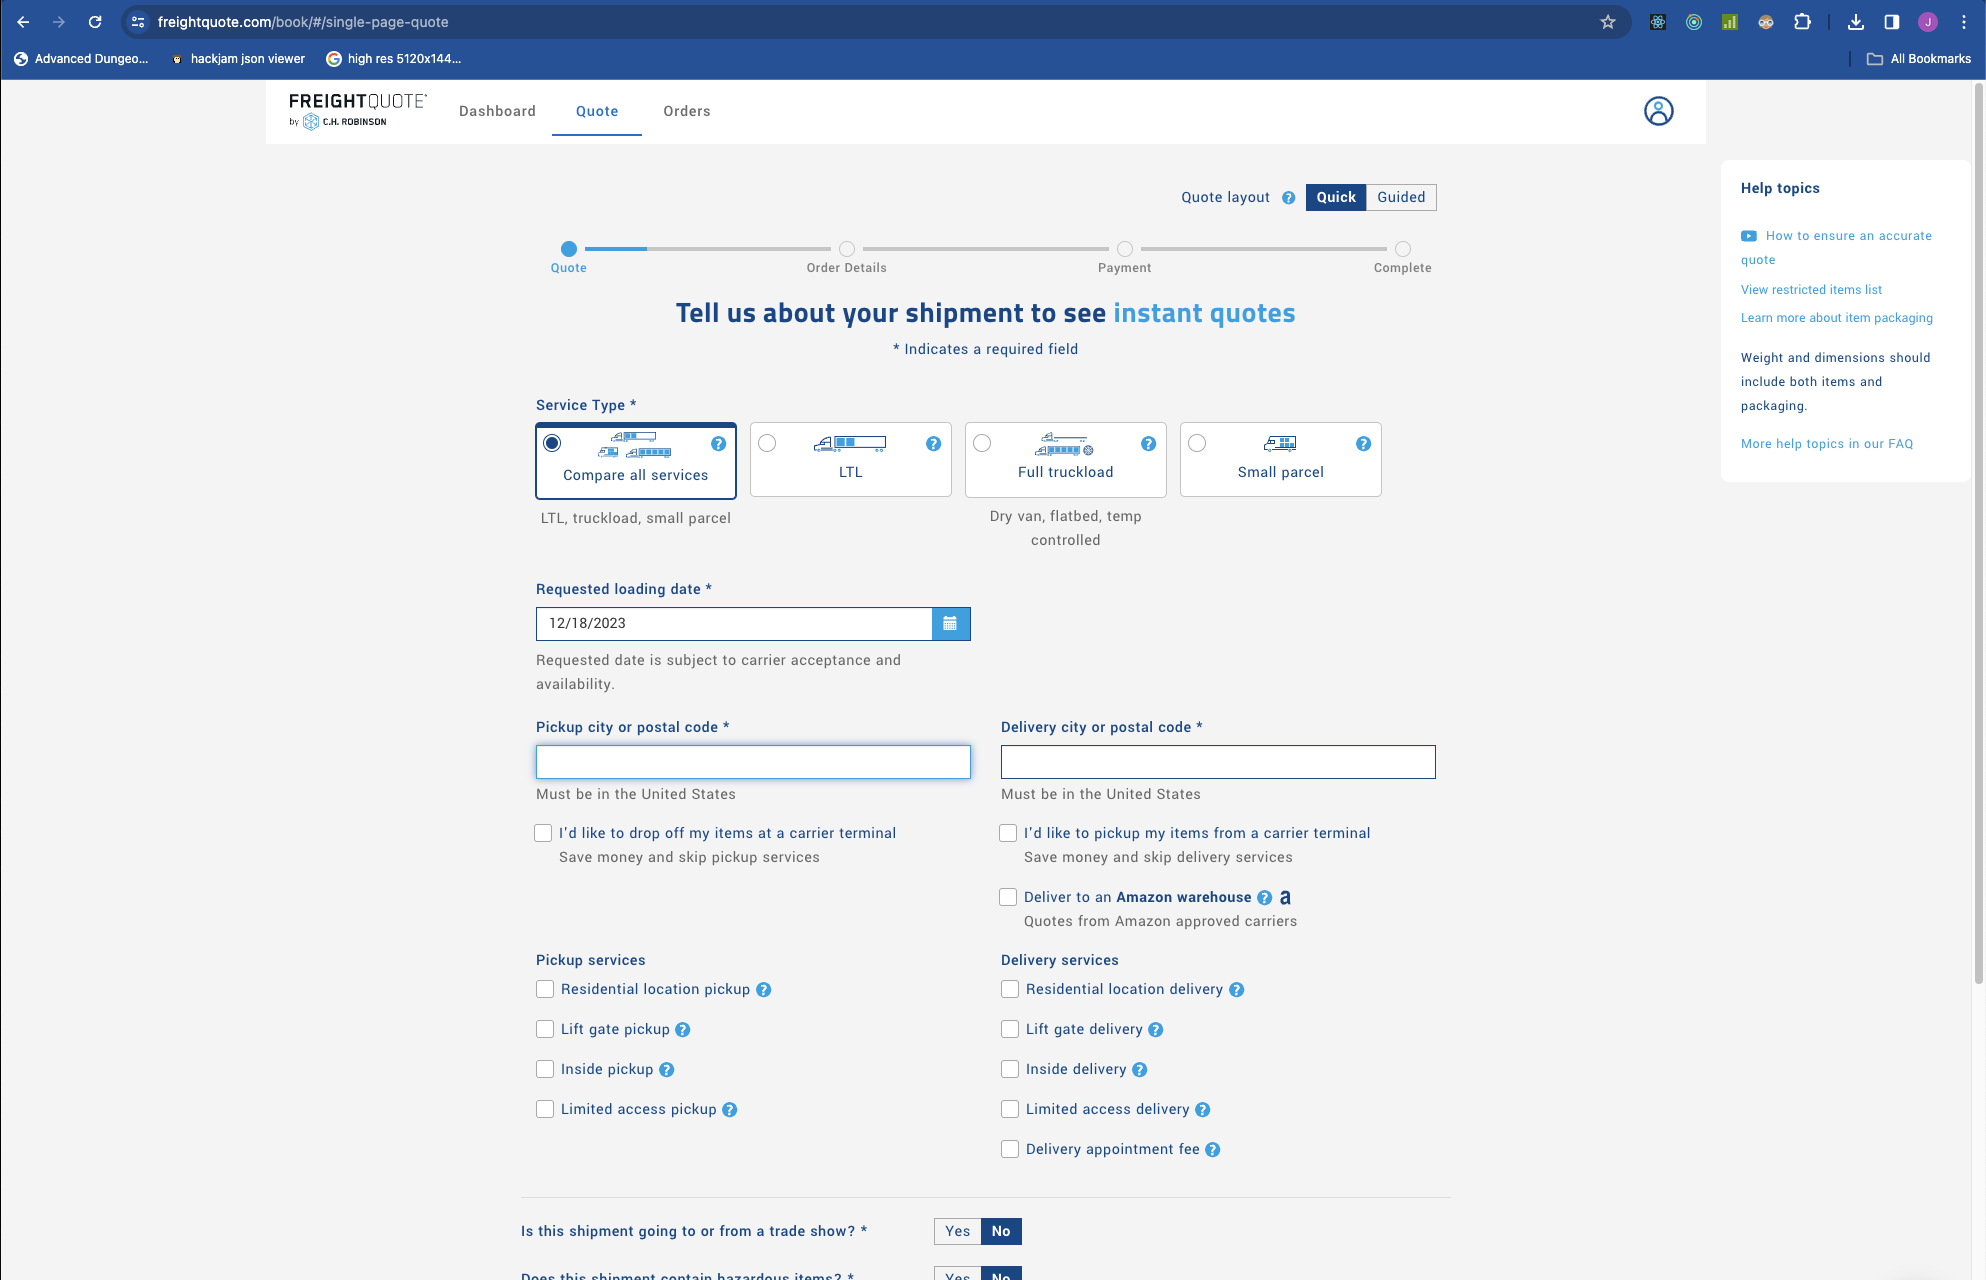 freightquote.com/book/#/single-page-quote
J
Advanced Dungeo...
hackjam json viewer
high res 5120x144...
All Bookmarks
FREIGHTQUOTE
by C.H. ROBINSON
Dashboard
Quote
Orders
Quote layout ? Quick Guided
Quote
Order Details
Payment
Complete
Tell us about your shipment to see instant quotes
* Indicates a required field
Service Type *
?
Compare all services
LTL, truckload, small parcel
?
LTL
?
Full truckload
Dry van, flatbed, temp
controlled
?
Small parcel
Requested loading date *
12/18/2023
Requested date is subject to carrier acceptance and
availability.
Pickup city or postal code *
Must be in the United States
I'd like to drop off my items at a carrier terminal
Save money and skip pickup services
Delivery city or postal code *
Must be in the United States
I'd like to pickup my items from a carrier terminal
Save money and skip delivery services
Deliver to an Amazon warehouse ? a
Quotes from Amazon approved carriers
Pickup services
Residential location pickup ?
Lift gate pickup ?
Inside pickup ?
Limited access pickup ?
Delivery services
Residential location delivery ?
Lift gate delivery ?
Inside delivery ?
Limited access delivery ?
Delivery appointment fee ?
Is this shipment going to or from a trade show? * Yes No
Does this shipment contain hazardous items? * Yes No
Help topics
How to ensure an accurate
quote
View restricted items list
Learn more about item packaging
Weight and dimensions should
include both items and
packaging.
More help topics in our FAQ